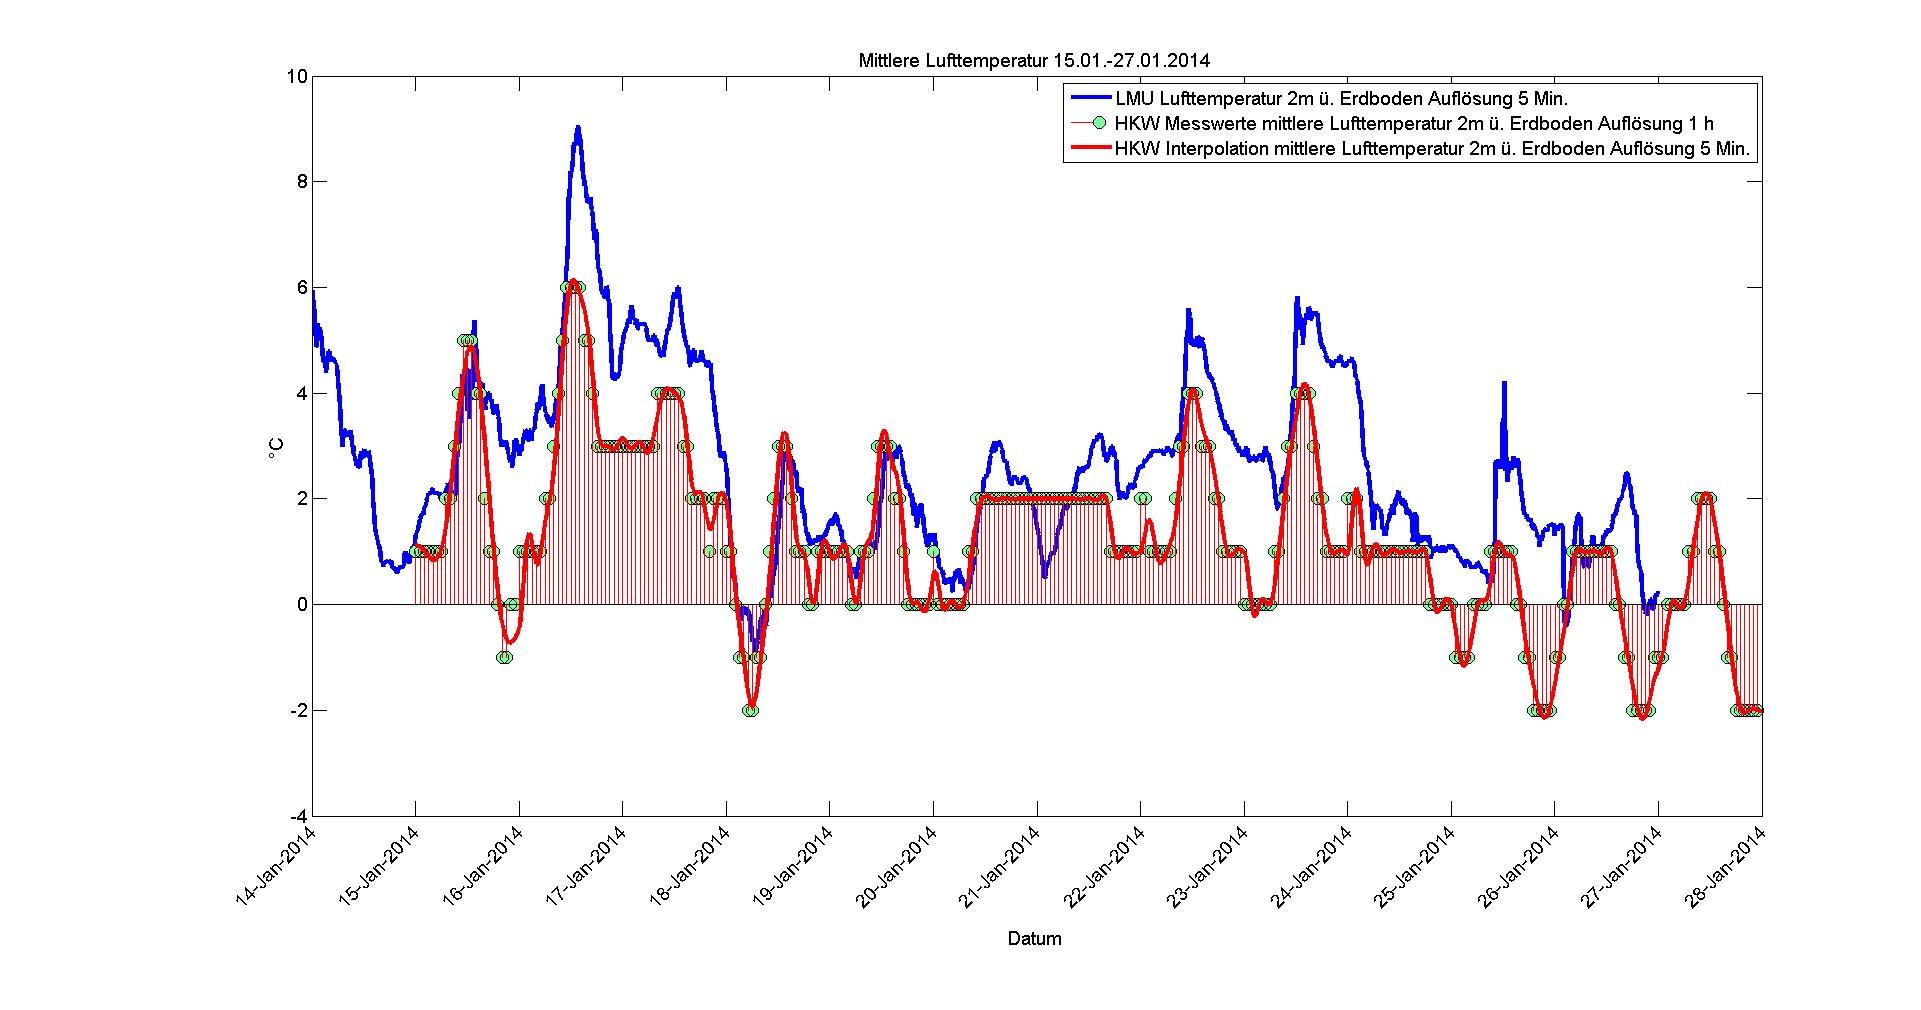 Mittlere Lufttemperatur 15.01.-27.01.2014
LMU Lufttemperatur 2m ü. Erdboden Auflösung 5 Min.
HKW Messwerte mittlere Lufttemperatur 2m ü. Erdboden Auflösung 1 h
HKW Interpolation mittlere Lufttemperatur 2m ü. Erdboden Auflösung 5 Min.
10
8
6
4
2
0
-2
-4
°C
14-Jan-2014
15-Jan-2014
16-Jan-2014
17-Jan-2014
18-Jan-2014
19-Jan-2014
20-Jan-2014
21-Jan-2014
22-Jan-2014
23-Jan-2014
24-Jan-2014
25-Jan-2014
26-Jan-2014
27-Jan-2014
28-Jan-2014
Datum